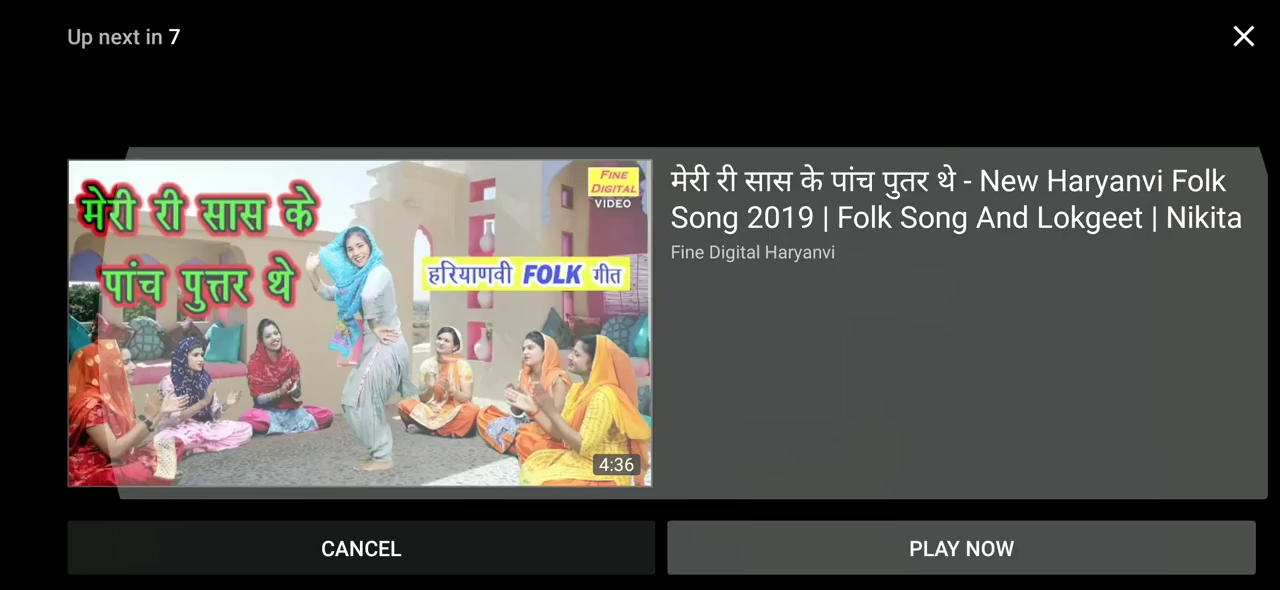 Up next in 7
मेरी री सास के
पांच पुत्तर थे
FINE
DIGITAL
VIDEO
हरियाणवी FOLK गीत
4:36
मेरी री सास के पांच पुतर थे - New Haryanvi Folk
Song 2019 | Folk Song And Lokgeet | Nikita
Fine Digital Haryanvi
CANCEL
PLAY NOW